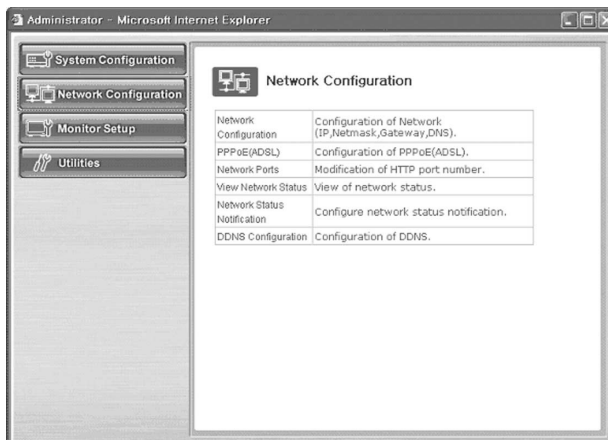 Administrator - Microsoft Internet Explorer
System Configuration
Network Configuration
Monitor Setup
Utilities
Network Configuration
Network
Configuration
Configuration of Network
(IP,Netmask,Gateway,DNS).
PPPoE(ADSL)
Configuration of PPPoE(ADSL).
Network Ports
Modification of HTTP port number.
View Network Status
View of network status.
Network Status
Notification
Configure network status notification.
DDNS Configuration
Configuration of DDNS.